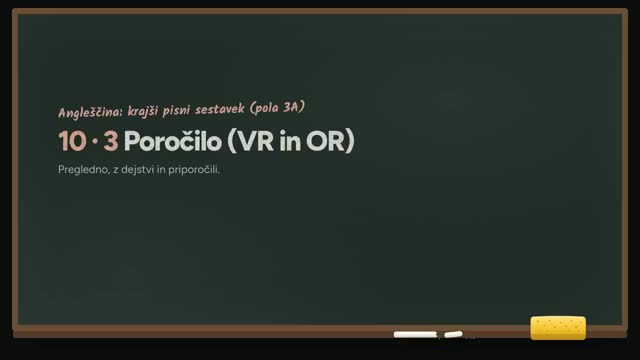 Angleščina: krajši pisni sestavek (pola 3A)
10 • 3 Poročilo (VR in OR)
Pregledno, z dejstvi in priporočili.